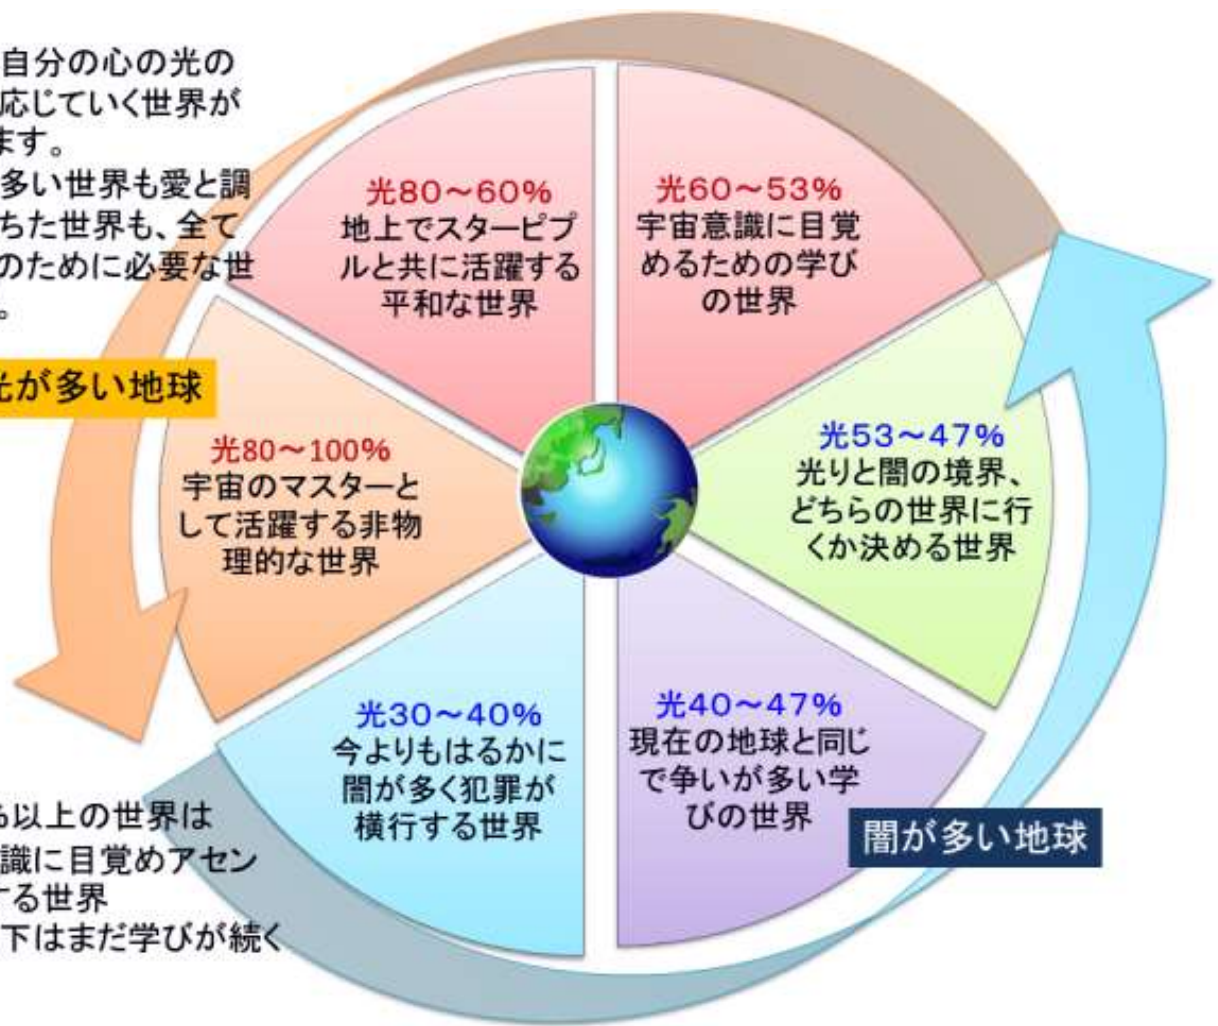 自分の心の光の
応じていく世界が
ます。
多い世界も愛と調
ちた世界も、全て
のために必要な世
。
光が多い地球
光80～60%
地上でスターピプ
ルと共に活躍する
平和な世界
光60～53%
宇宙意識に目覚
めるための学び
の世界
光80～100%
宇宙のマスターと
して活躍する非物
理的な世界
光53～47%
光りと闇の境界、
どちらの世界に行
くか決める世界
光30～40%
今よりもはるかに
闇が多く犯罪が
横行する世界
光40～47%
現在の地球と同じ
で争いが多い学
びの世界
闇が多い地球
%以上の世界は
識に目覚めアセン
する世界
下はまだ学びが続く